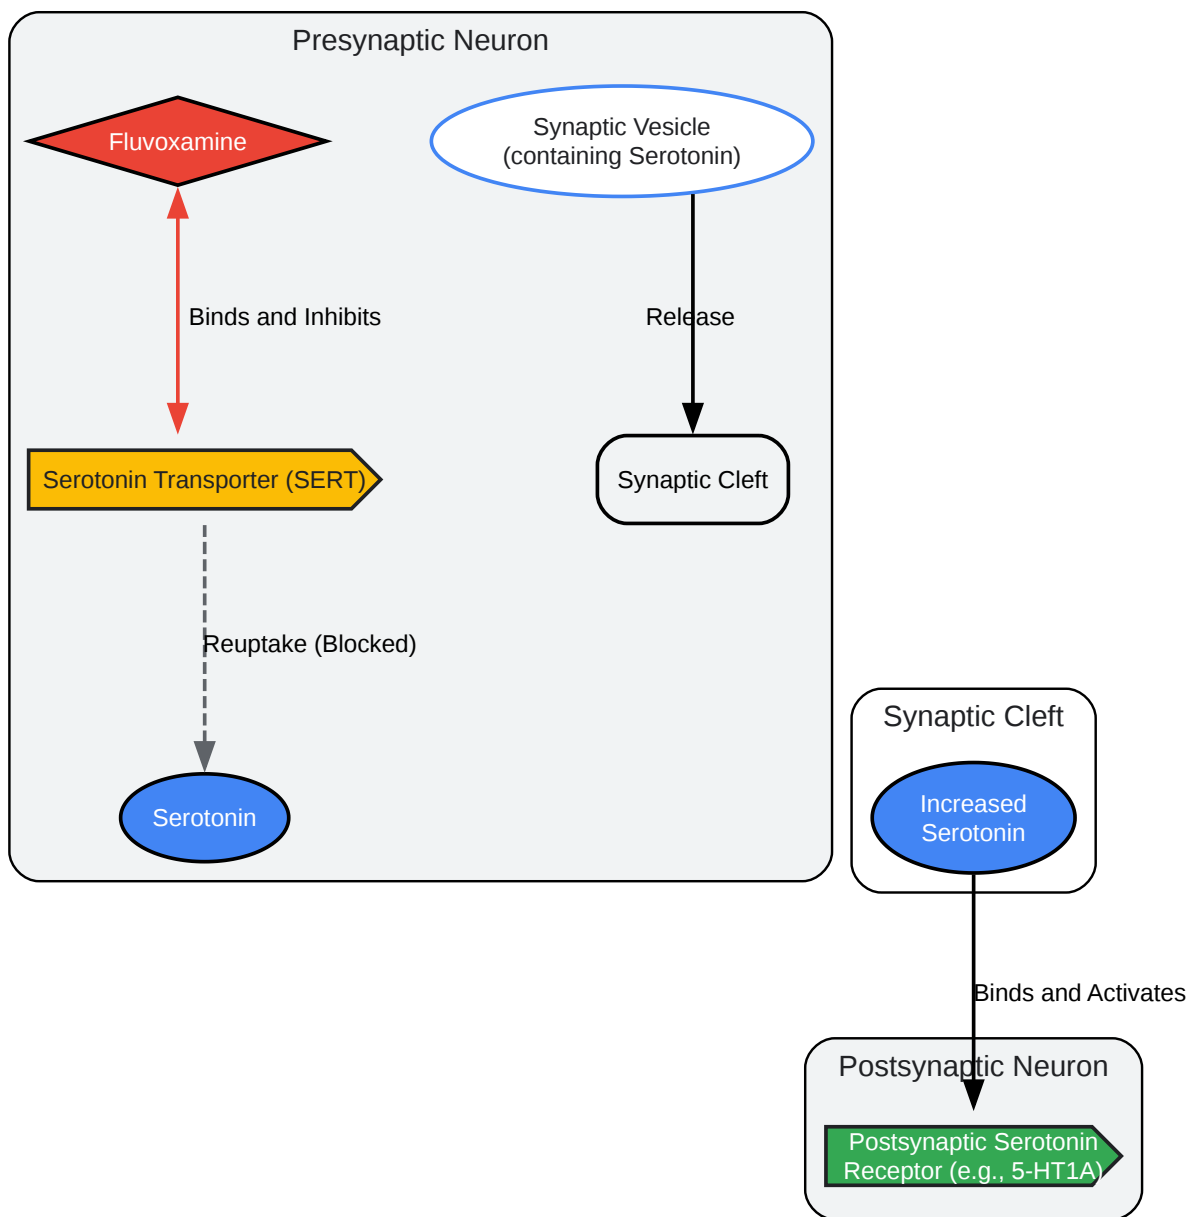 Presynaptic Neuron
Fluvoxamine
Synaptic Vesicle
(containing Serotonin)
Binds and Inhibits
Release
Serotonin Transporter (SERT)
Synaptic Cleft
Reuptake (Blocked)
Serotonin
Synaptic Cleft
Increased
Serotonin
Binds and Activates
Postsynaptic Neuron
Postsynaptic Serotonin
Receptor (e.g., 5-HT1A)